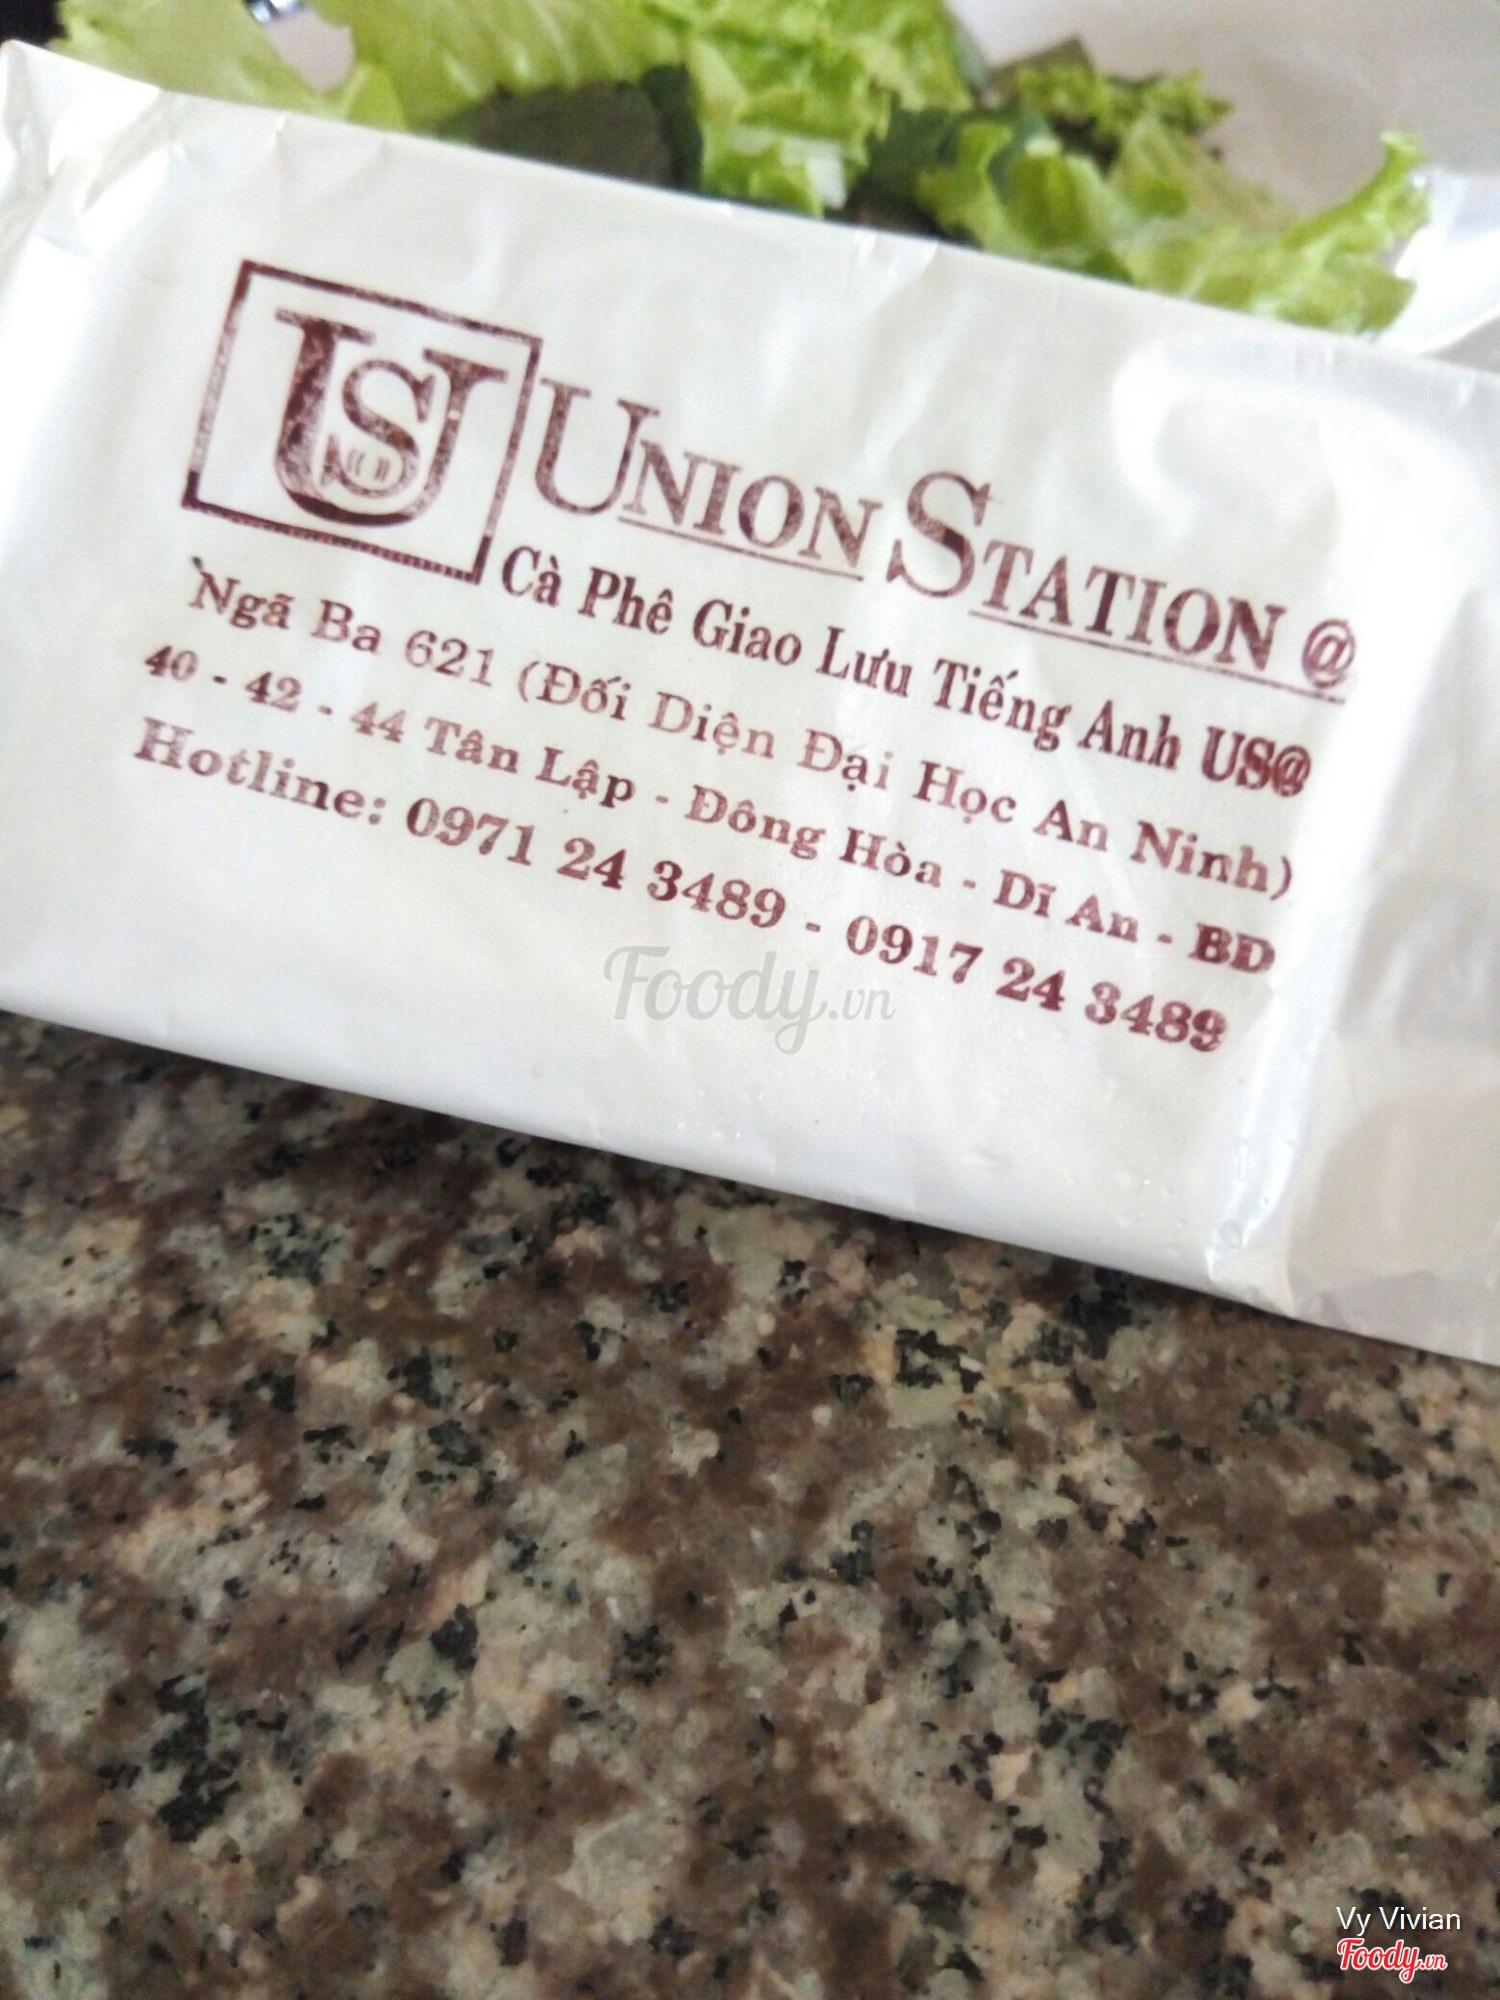 US
UNION STATION @
Cà Phê Giao Lưu Tiếng Anh US@
Ngã Ba 621 (Đối Diện Đại Học An Ninh)
40 - 42 - 44 Tân Lập - Đông Hòa - Dĩ An - BD
Hotline: 0971 24 3489 - 0917 24 3489
Foody.vn
Vy Vivian
Foody.vn